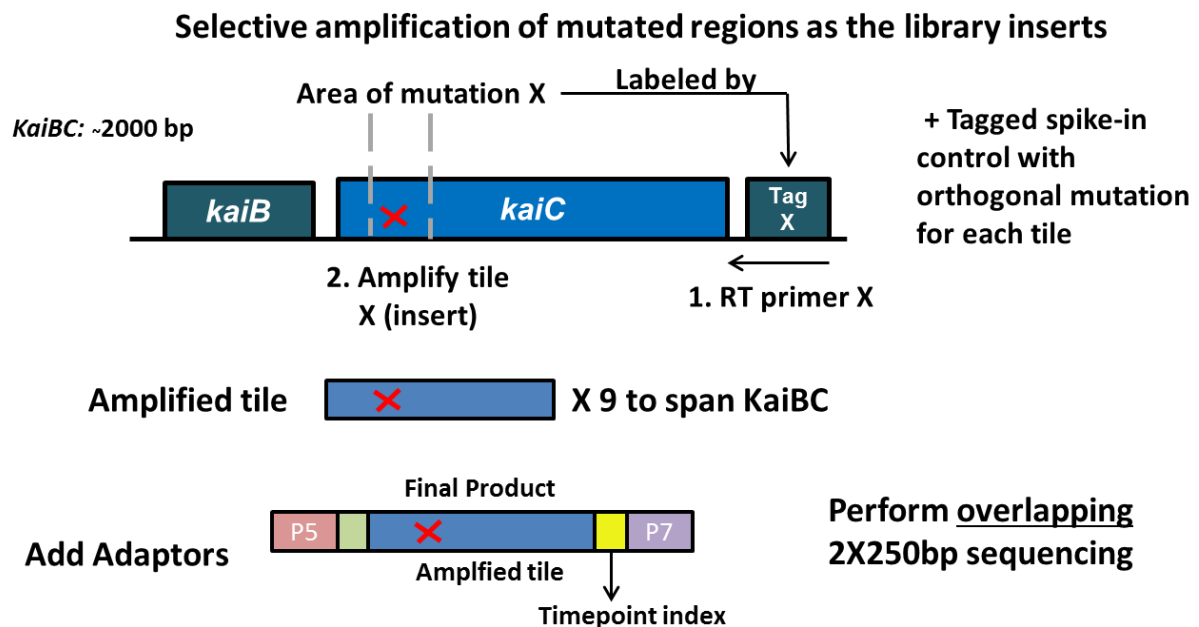 Selective amplification of mutated regions as the library inserts
Area of mutation X
Labeled by
KaiBC: ~2000 bp
+ Tagged spike-in
control with
orthogonal mutation
for each tile
kaiB
kaiC
Tag
X
2. Amplify tile
X (insert)
1. RT primer X
Amplified tile
X 9 to span KaiBC
Final Product
P5
P7
Add Adaptors
Amplfied tile
Timepoint index
Perform overlapping
2X250bp sequencing